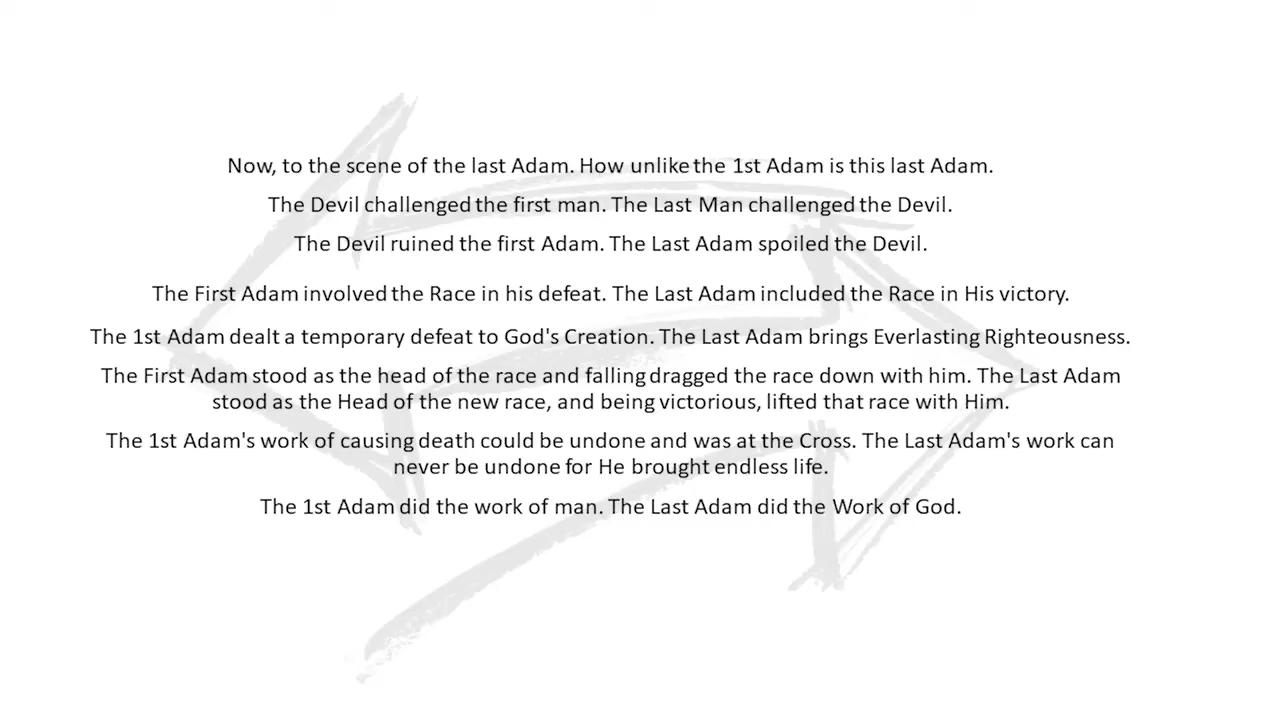 Now, to the scene of the last Adam. How unlike the 1st Adam is this last Adam.
The Devil challenged the first man. The Last Man challenged the Devil.
The Devil ruined the first Adam. The Last Adam spoiled the Devil.
The First Adam involved the Race in his defeat. The Last Adam included the Race in His victory.
The 1st Adam dealt a temporary defeat to God's Creation. The Last Adam brings Everlasting Righteousness.
The First Adam stood as the head of the race and falling dragged the race down with him. The Last Adam
stood as the Head of the new race, and being victorious, lifted that race with Him.
The 1st Adam's work of causing death could be undone and was at the Cross. The Last Adam's work can
never be undone for He brought endless life.
The 1st Adam did the work of man. The Last Adam did the Work of God.